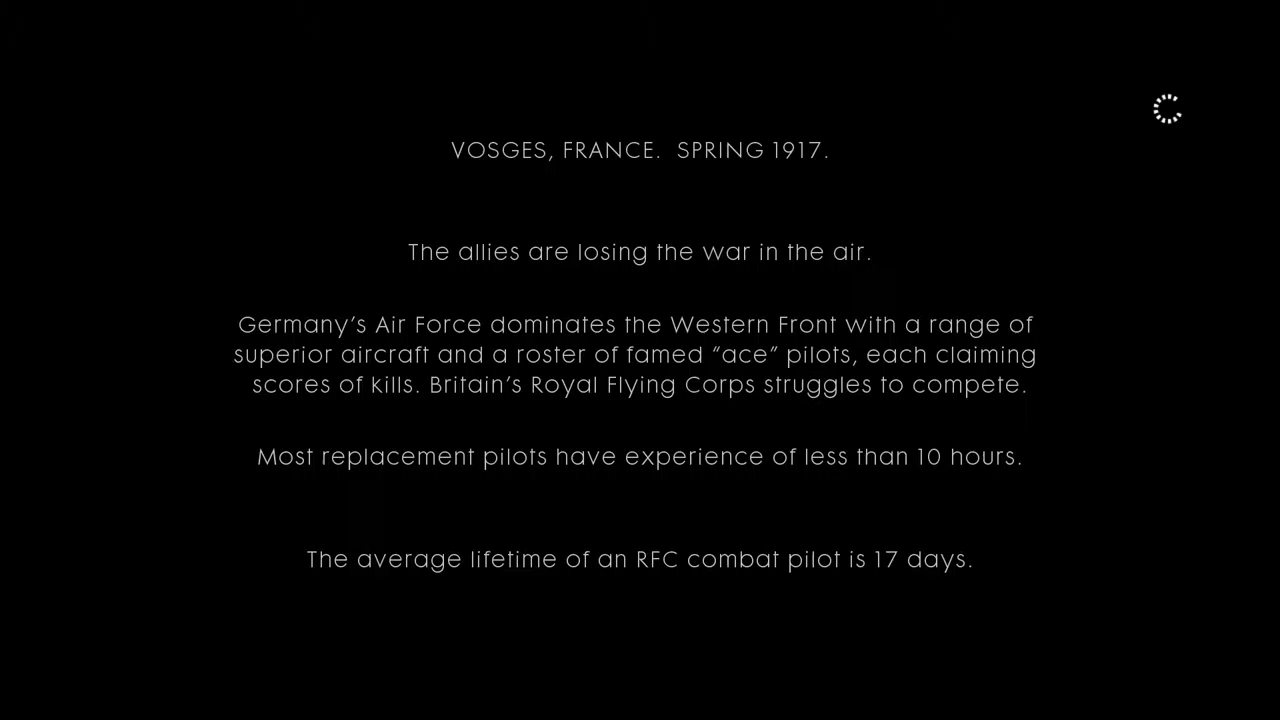 VOSGES, FRANCE. SPRING 1917.
The allies are losing the war in the air.
Germany's Air Force dominates the Western Front with a range of
superior aircraft and a roster of famed “ace” pilots, each claiming
scores of kills. Britain's Royal Flying Corps struggles to compete.
Most replacement pilots have experience of less than 10 hours.
The average lifetime of an RFC combat pilot is 17 days.